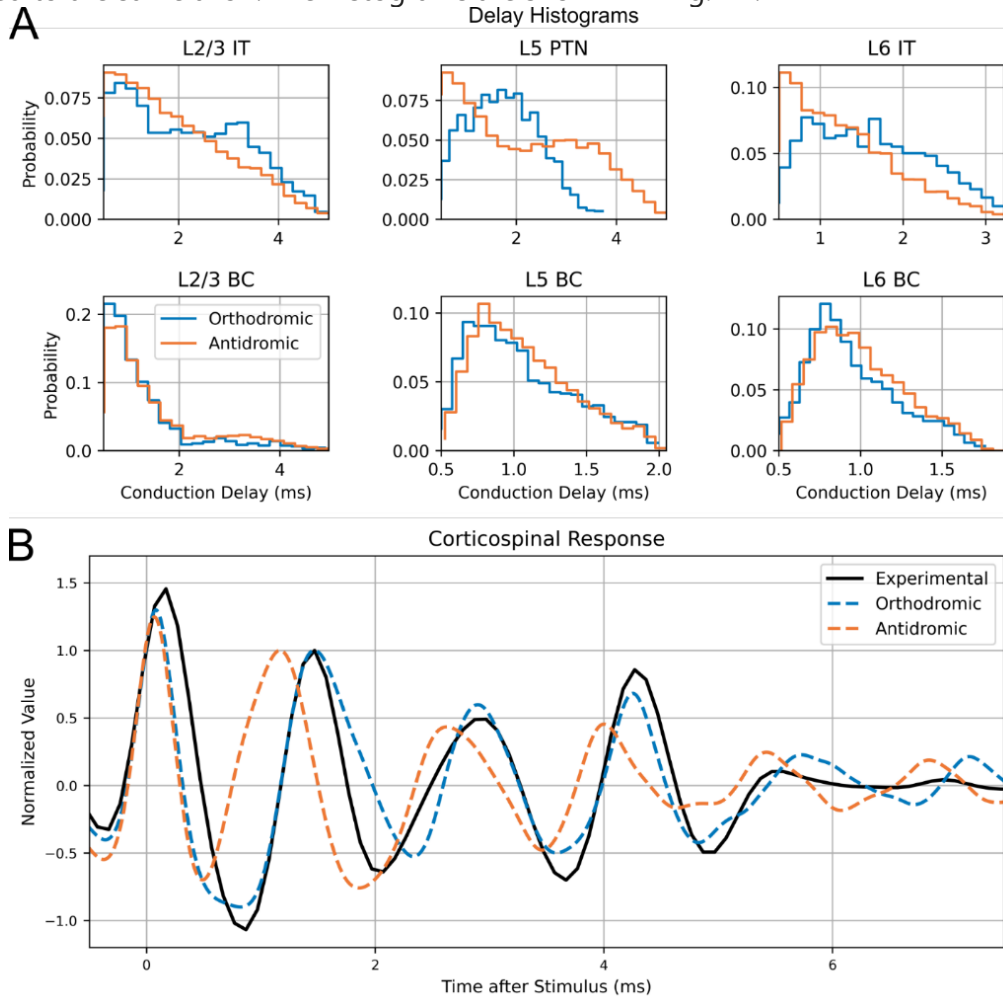 A
Delay Histograms
L2/3 IT
L5 PTN
L6 IT
Probability
0.075
0.050
0.025
0.000
2
4
0.075
0.050
0.025
0.000
2
4
0.10
0.05
0.00
1
2
3
L2/3 BC
L5 BC
L6 BC
Probability
0.2
0.1
0.0
2
4
Conduction Delay (ms)
Orthodromic
Antidromic
0.10
0.05
0.00
0.5
1.0
1.5
2.0
Conduction Delay (ms)
0.10
0.05
0.00
0.5
1.0
1.5
Conduction Delay (ms)
B
Corticospinal Response
Normalized Value
1.5
1.0
0.5
0.0
−0.5
−1.0
0
2
4
6
Time after Stimulus (ms)
Experimental
Orthodromic
Antidromic